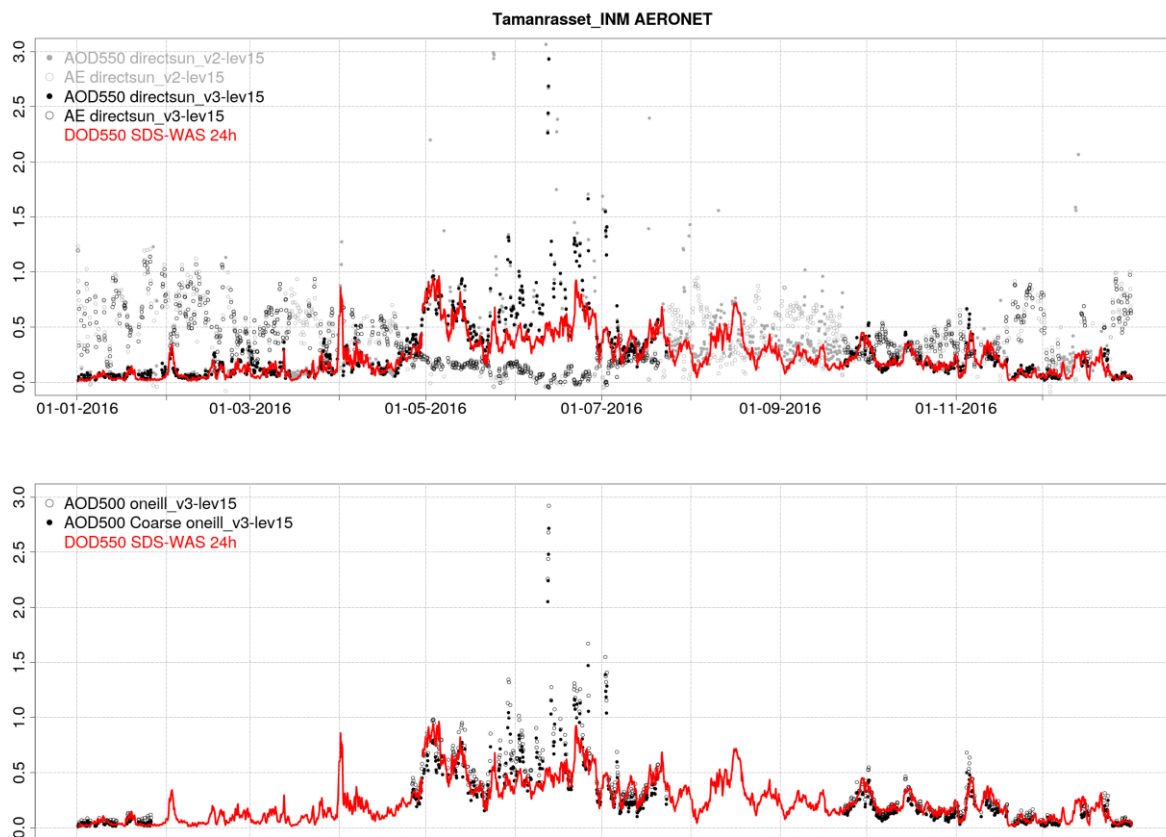 Tamanrasset_INM AERONET
3.0
2.5
2.0
1.5
1.0
0.5
0.0
AOD550 directsun_v2-lev15
AE directsun_v2-lev15
AOD550 directsun_v3-lev15
AE directsun_v3-lev15
DOD550 SDS-WAS 24h
01-01-2016 01-03-2016 01-05-2016 01-07-2016 01-09-2016 01-11-2016
3.0
2.5
2.0
1.5
1.0
0.5
0.0
AOD500 oneill_v3-lev15
AOD500 Coarse oneill_v3-lev15
DOD550 SDS-WAS 24h